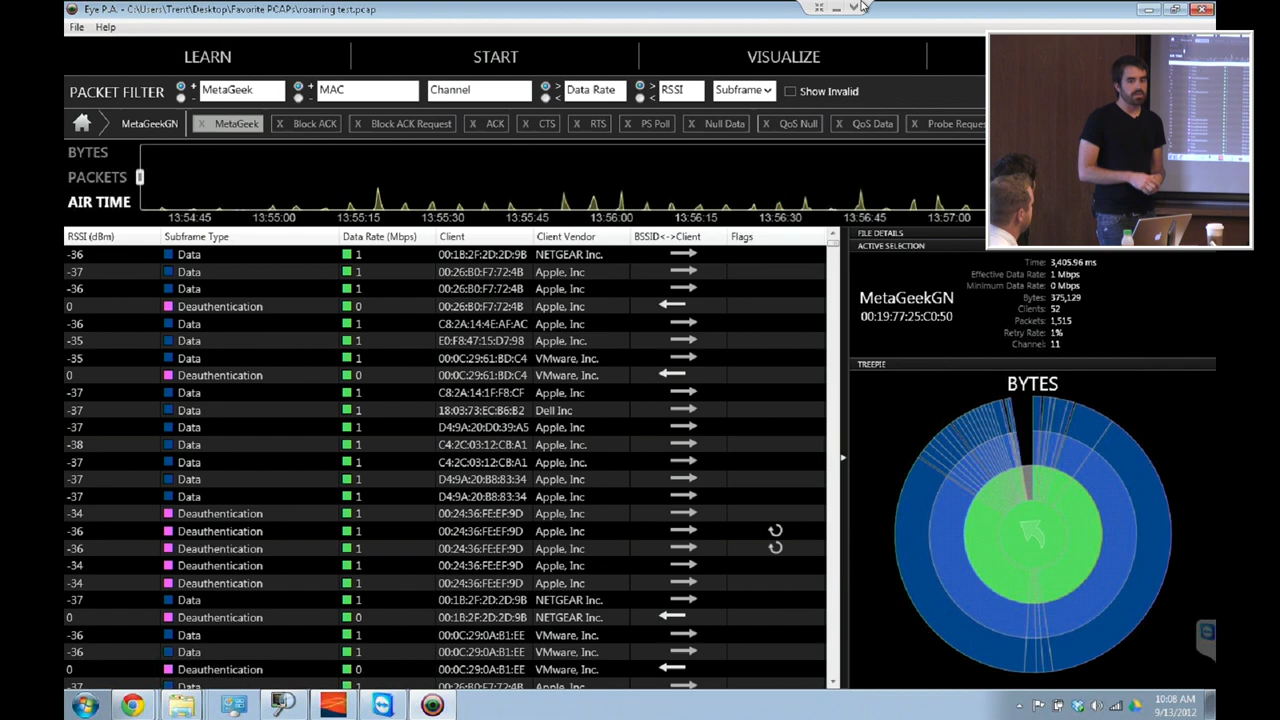 Eye P.A. - C:\Users\Trent\Desktop\Favorite PCAPs\roaming test.pcap
File Help
LEARN START VISUALIZE
PACKET FILTER + - MetaGeek + - MAC Channel > < Data Rate > < RSSI Subframe Show Invalid
MetaGeekGN x MetaGeek x Block ACK x Block ACK Request x ACK x CTS x RTS x PS Poll x Null Data x QoS Null x QoS Data x Probe Reque
BYTES
PACKETS
AIR TIME
13:54:45 13:55:00 13:55:15 13:55:30 13:55:45 13:56:00 13:56:15 13:56:30 13:56:45 13:57:00
RSSI (dBm) Subframe Type Data Rate (Mbps) Client Client Vendor BSSID<->Client Flags
-36 Data 1 00:1B:2F:2D:2D:9B NETGEAR Inc.
-37 Data 1 00:26:B0:F7:72:4B Apple, Inc
-36 Data 1 00:26:B0:F7:72:4B Apple, Inc
0 Deauthentication 0 00:26:B0:F7:72:4B Apple, Inc
-36 Data 1 C8:2A:14:4E:AF:AC Apple, Inc
-35 Data 1 E0:F8:47:15:D7:98 Apple, Inc
-35 Data 1 00:0C:29:61:BD:C4 VMware, Inc.
0 Deauthentication 0 00:0C:29:61:BD:C4 VMware, Inc.
-37 Data 1 C8:2A:14:1F:F8:CF Apple, Inc
-37 Data 1 18:03:73:EC:B6:B2 Dell Inc
-37 Data 1 D4:9A:20:D0:39:A5 Apple, Inc
-38 Data 1 C4:2C:03:12:CB:A1 Apple, Inc
-37 Data 1 C4:2C:03:12:CB:A1 Apple, Inc
-37 Data 1 D4:9A:20:B8:83:34 Apple, Inc
-37 Data 1 D4:9A:20:B8:83:34 Apple, Inc
-34 Deauthentication 1 00:24:36:FE:EF:9D Apple, Inc
-36 Deauthentication 1 00:24:36:FE:EF:9D Apple, Inc
-36 Deauthentication 1 00:24:36:FE:EF:9D Apple, Inc
-34 Deauthentication 1 00:24:36:FE:EF:9D Apple, Inc
-34 Deauthentication 1 00:24:36:FE:EF:9D Apple, Inc
-37 Data 1 00:1B:2F:2D:2D:9B NETGEAR Inc.
0 Deauthentication 0 00:1B:2F:2D:2D:9B NETGEAR Inc.
-36 Data 1 00:0C:29:0A:B1:EE VMware, Inc.
-36 Data 1 00:0C:29:0A:B1:EE VMware, Inc.
0 Deauthentication 0 00:0C:29:0A:B1:EE VMware, Inc.
-37 Data 1 00:26:B0:F7:72:4B Apple, Inc
FILE DETAILS
ACTIVE SELECTION
MetaGeekGN
00:19:77:25:C0:50
Time: 3,405.96 ms
Effective Data Rate: 1 Mbps
Minimum Data Rate: 0 Mbps
Bytes: 375,129
Clients: 52
Packets: 1,515
Retry Rate: 1%
Channel: 11
TREEPIE
BYTES
10:08 AM
9/13/2012